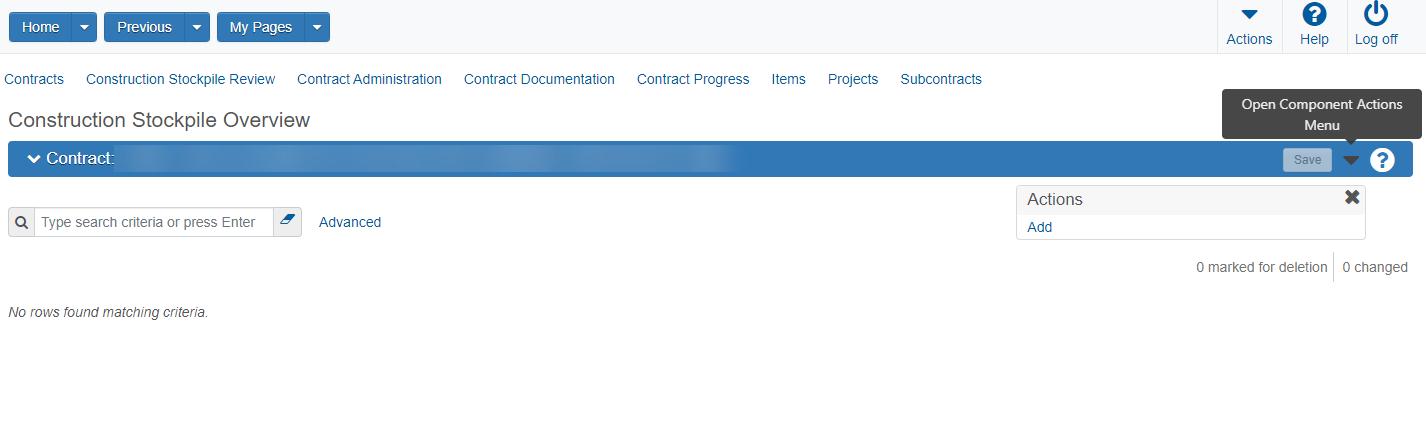 Home Previous My Pages Actions Help Log off
Contracts Construction Stockpile Review Contract Administration Contract Documentation Contract Progress Items Projects Subcontracts
Construction Stockpile Overview
Open Component Actions
Menu
Contract: Save ?
Type search criteria or press Enter Advanced
Actions
Add
0 marked for deletion 0 changed
No rows found matching criteria.